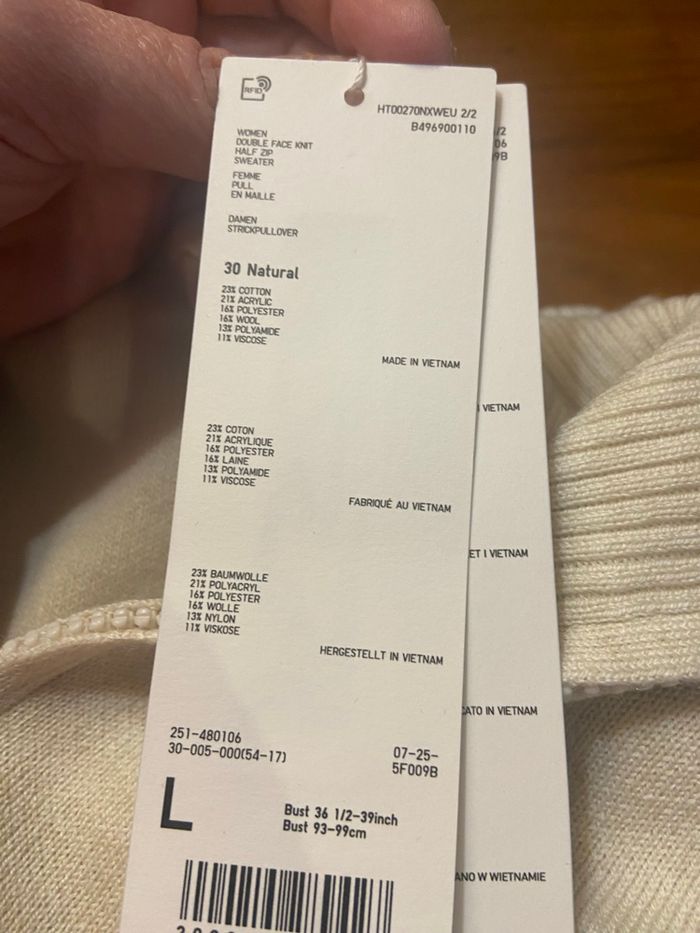 RFID
HT00270NXWEU 2/2
B496900110
WOMEN
DOUBLE FACE KNIT
HALF ZIP
SWEATER
FEMME
PULL
EN MAILLE
DAMEN
STRICKPULLOVER
30 Natural
23% COTTON
21% ACRYLIC
16% POLYESTER
16% WOOL
13% POLYAMIDE
11% VISCOSE
MADE IN VIETNAM
23% COTON
21% ACRYLIQUE
16% POLYESTER
16% LAINE
13% POLYAMIDE
11% VISCOSE
FABRIQUÉ AU VIETNAM
23% BAUMWOLLE
21% POLYACRYL
16% POLYESTER
16% WOLLE
13% NYLON
11% VISKOSE
HERGESTELLT IN VIETNAM
251-480106
30-005-000(54-17)
07-25-
5F009B
L
Bust 36 1/2-39inch
Bust 93-99cm
/2
06
9B
I VIETNAM
ET I VIETNAM
CATO IN VIETNAM
ANO W WIETNAMIE